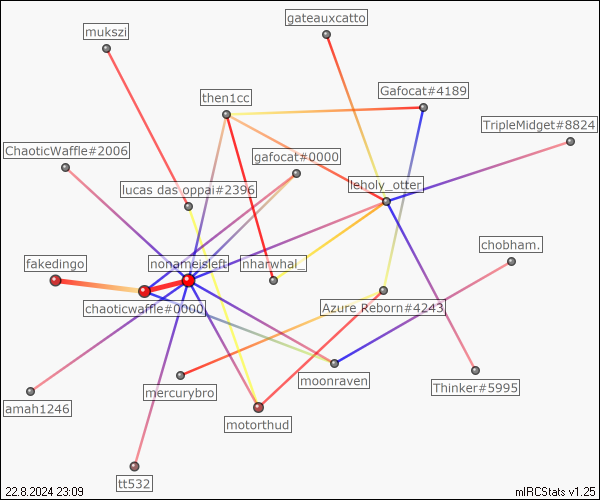 gateauxcatto
mukszi
Gafocat#4189
then1cc
TripleMidget#8824
ChaoticWaffle#2006
gafocat#0000
lucas das oppai#2396
leholy_otter
chobham.
fakedingo
nonameisleft
nharwhal_
chaoticwaffle#0000
Azure Reborn#4243
moonraven
mercurybro
Thinker#5995
amah1246
motorthud
tt532
22.8.2024 23:09
mIRCStats v1.25